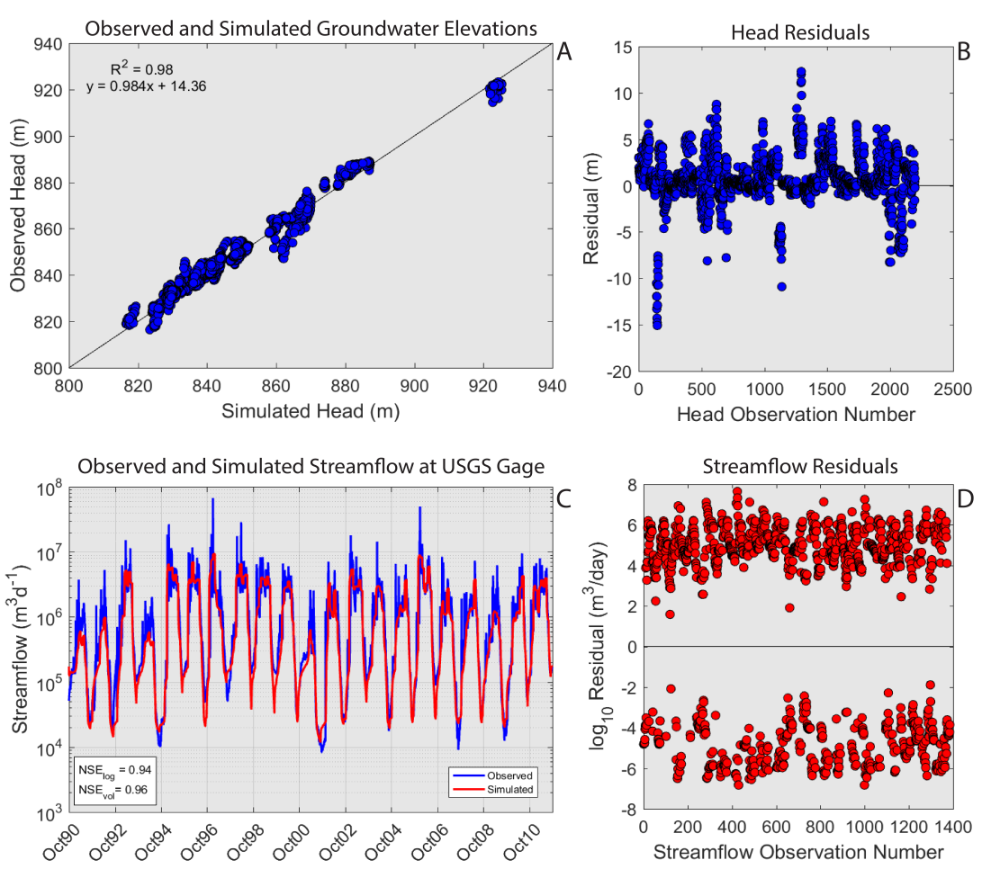 Observed and Simulated Groundwater Elevations
A
R² = 0.98
y = 0.984x + 14.36
Observed Head (m)
940
920
900
880
860
840
820
800
800 820 840 860 880 900 920 940
Simulated Head (m)
Head Residuals
B
Residual (m)
15
10
5
0
-5
-10
-15
-20
0 500 1000 1500 2000 2500
Head Observation Number
Observed and Simulated Streamflow at USGS Gage
C
Streamflow (m³d⁻¹)
10⁸
10⁷
10⁶
10⁵
10⁴
10³
NSElog = 0.94
NSEvol= 0.96
Observed
Simulated
Oct90 Oct92 Oct94 Oct96 Oct98 Oct00 Oct02 Oct04 Oct06 Oct08 Oct10
Streamflow Residuals
D
log₁₀ Residual (m³/day)
8
6
4
2
0
-2
-4
-6
-8
0 200 400 600 800 1000 1200 1400
Streamflow Observation Number